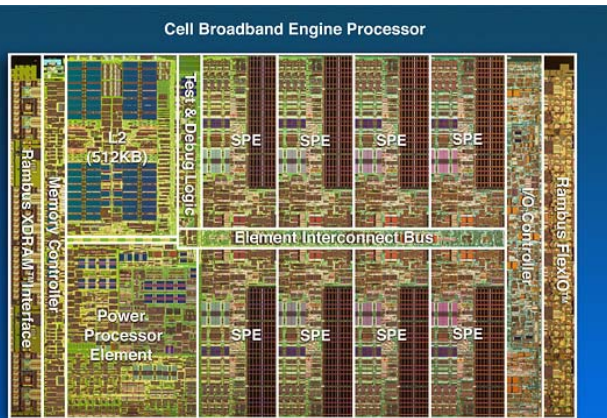 Cell Broadband Engine Processor
Rambus XDRAM™ Interface
Memory Controller
L2
(512KB)
Test & Debug Logic
SPE
SPE
SPE
SPE
Element Interconnect Bus
Power
Processor
Element
SPE
SPE
SPE
SPE
I/O Controller
Rambus FlexIO™